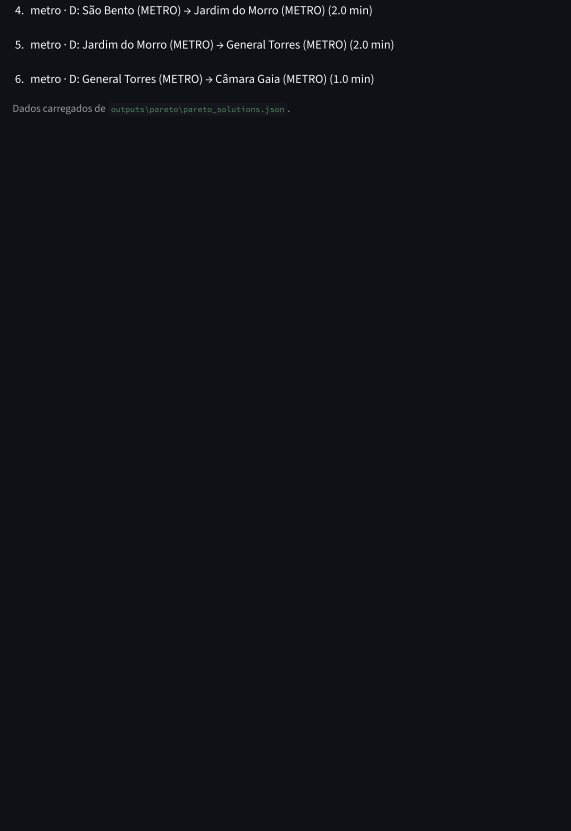 4. metro · D: São Bento (METRO) → Jardim do Morro (METRO) (2.0 min)
5. metro · D: Jardim do Morro (METRO) → General Torres (METRO) (2.0 min)
6. metro · D: General Torres (METRO) → Câmara Gaia (METRO) (1.0 min)
Dados carregados de outputs\pareto\pareto_solutions.json .